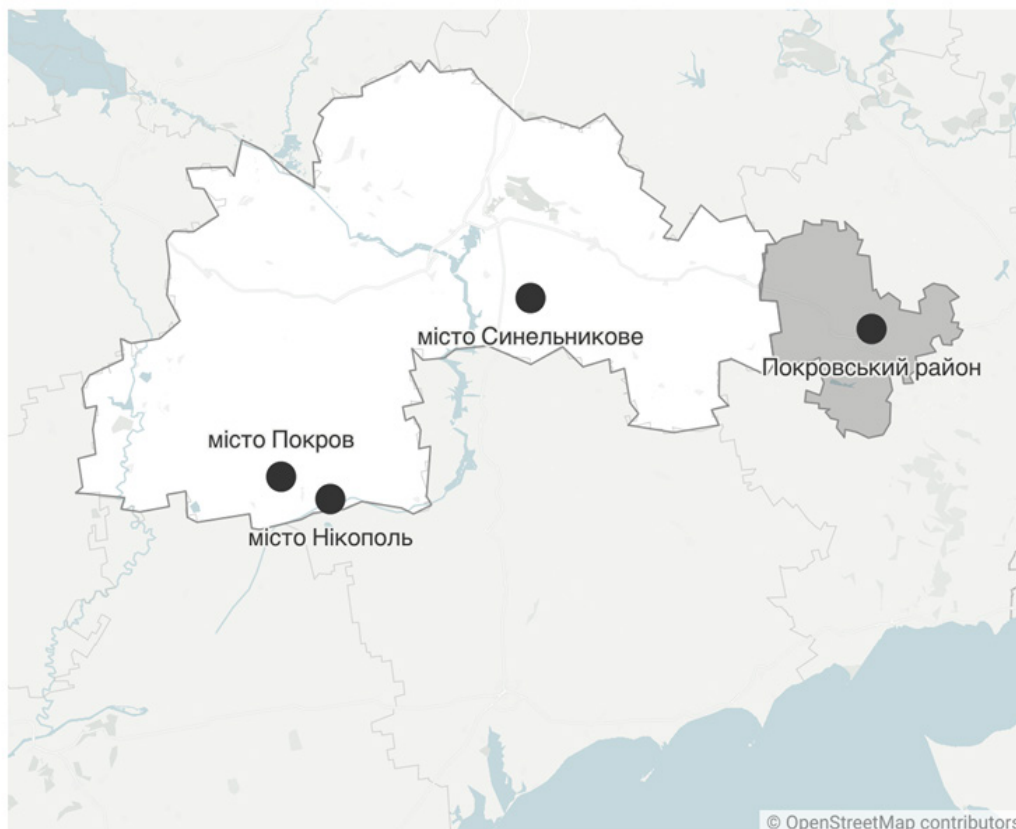 місто Синельникове
Покровський район
місто Покров
місто Нікополь
© OpenStreetMap contributors